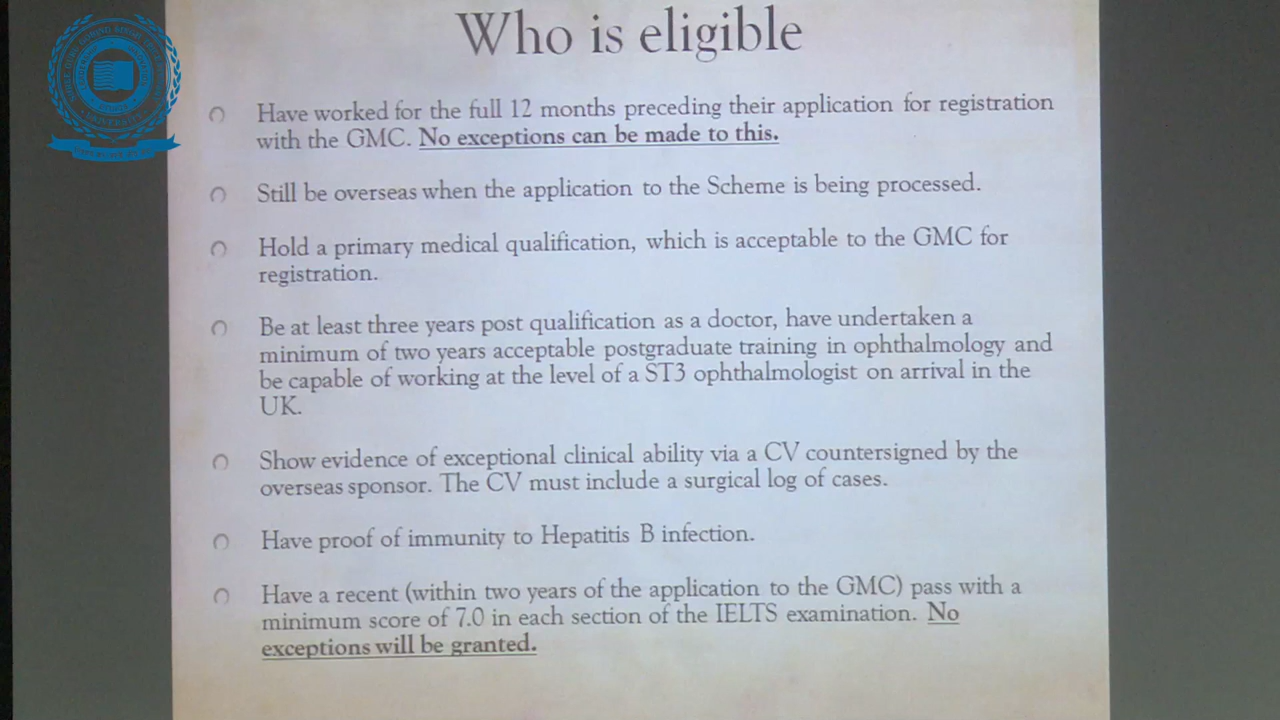 Who is eligible
Have worked for the full 12 months preceding their application for registration
with the GMC. No exceptions can be made to this.
Still be overseas when the application to the Scheme is being processed.
Hold a primary medical qualification, which is acceptable to the GMC for
registration.
Be at least three years post qualification as a doctor, have undertaken a
minimum of two years acceptable postgraduate training in ophthalmology and
be capable of working at the level of a ST3 ophthalmologist on arrival in the
UK.
Show evidence of exceptional clinical ability via a CV countersigned by the
overseas sponsor. The CV must include a surgical log of cases.
Have proof of immunity to Hepatitis B infection.
Have a recent (within two years of the application to the GMC) pass with a
minimum score of 7.0 in each section of the IELTS examination. No
exceptions will be granted.